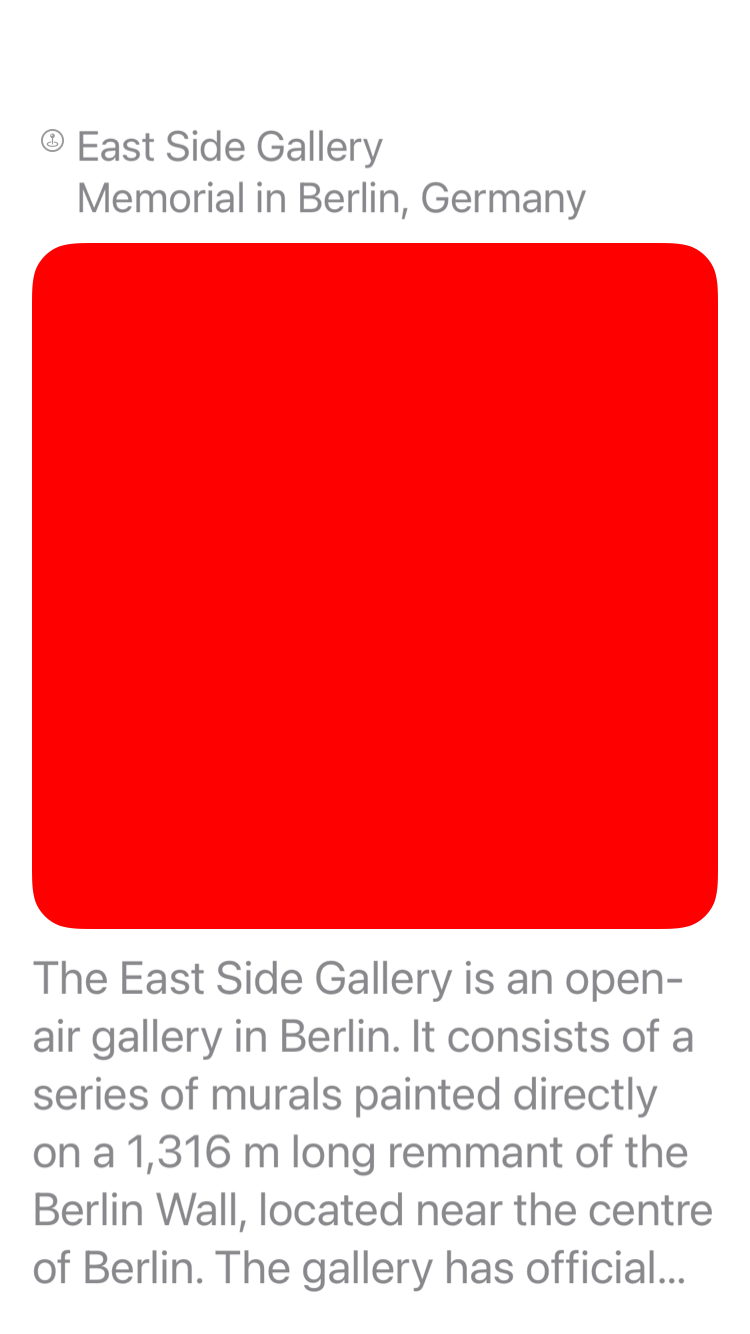 East Side Gallery
Memorial in Berlin, Germany
The East Side Gallery is an open-
air gallery in Berlin. It consists of a
series of murals painted directly
on a 1,316 m long remmant of the
Berlin Wall, located near the centre
of Berlin. The gallery has official...